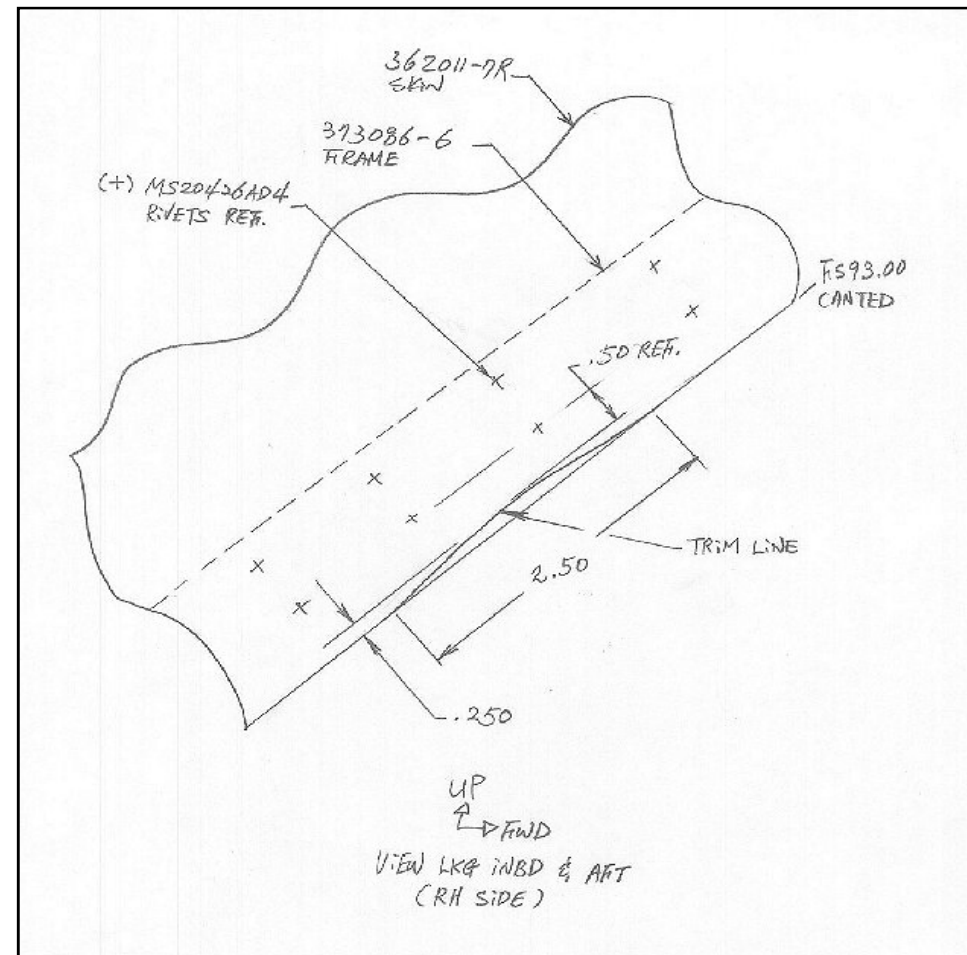 362011-7R
SKIN
373086-6
FRAME
(+) MS20426AD4
RIVETS REF.
F.S93.00
CANTED
.50 REF.
TRIM LINE
2.50
.250
UP
FWD
VIEW LKG INBD & AFT
(RH SIDE)